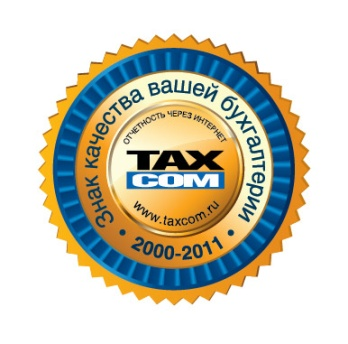 Знак качества вашей бухгалтерии
ОТЧЕТНОСТЬ ЧЕРЕЗ ИНТЕРНЕТ
TAX
COM
www.taxcom.ru
• 2000-2011 •